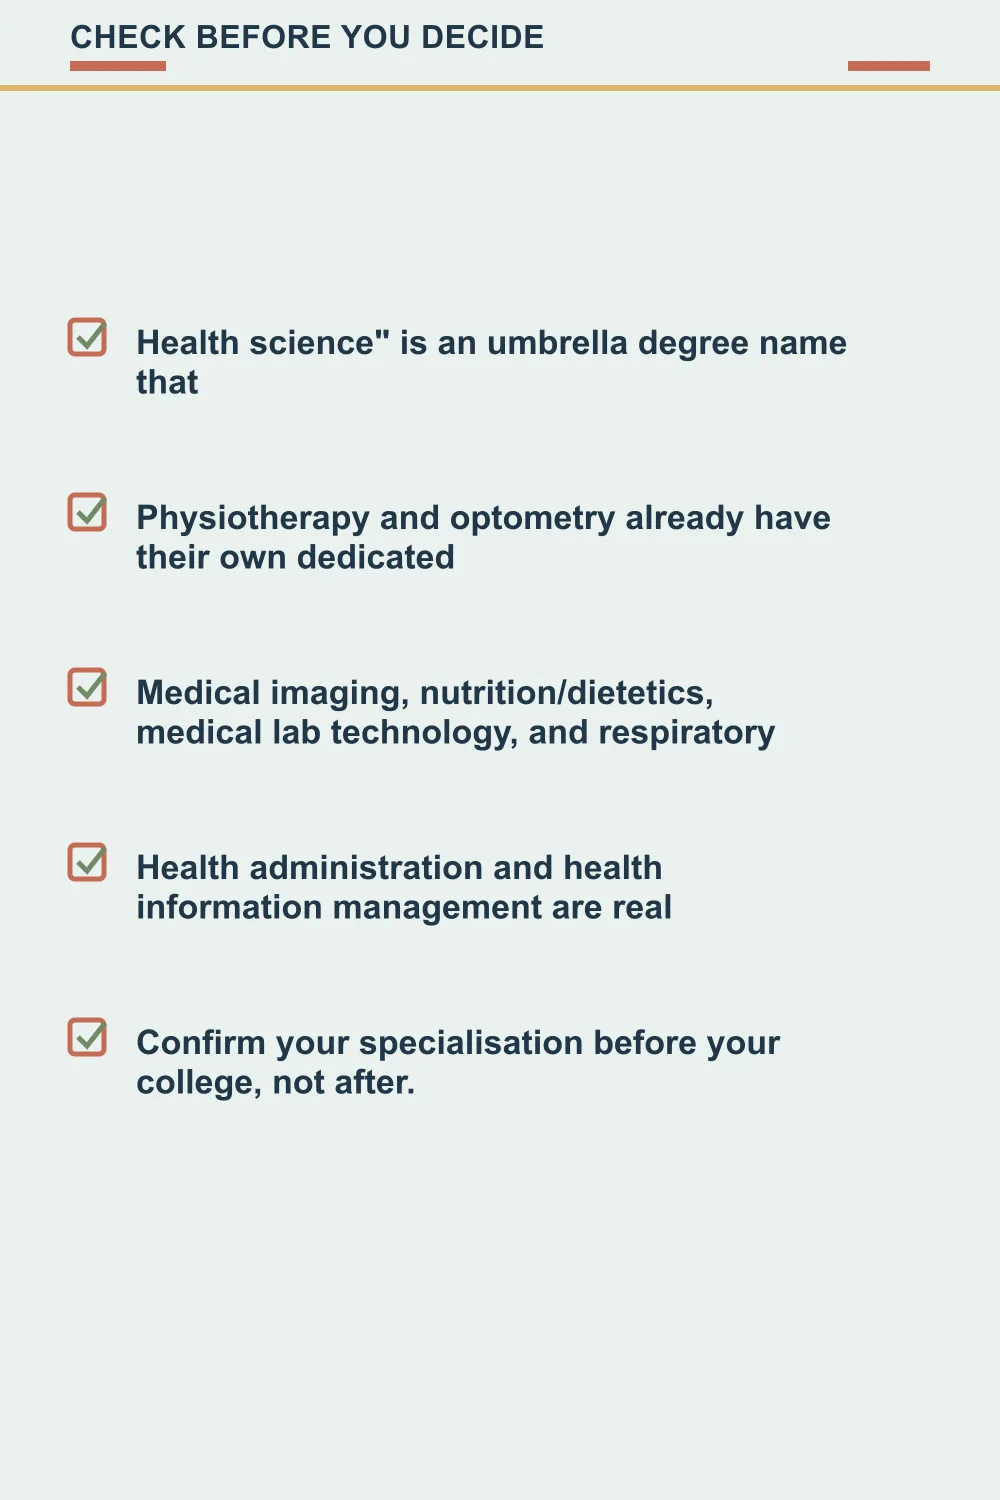 CHECK BEFORE YOU DECIDE
Health science" is an umbrella degree name
that
Physiotherapy and optometry already have
their own dedicated
Medical imaging, nutrition/dietetics,
medical lab technology, and respiratory
Health administration and health
information management are real
Confirm your specialisation before your
college, not after.